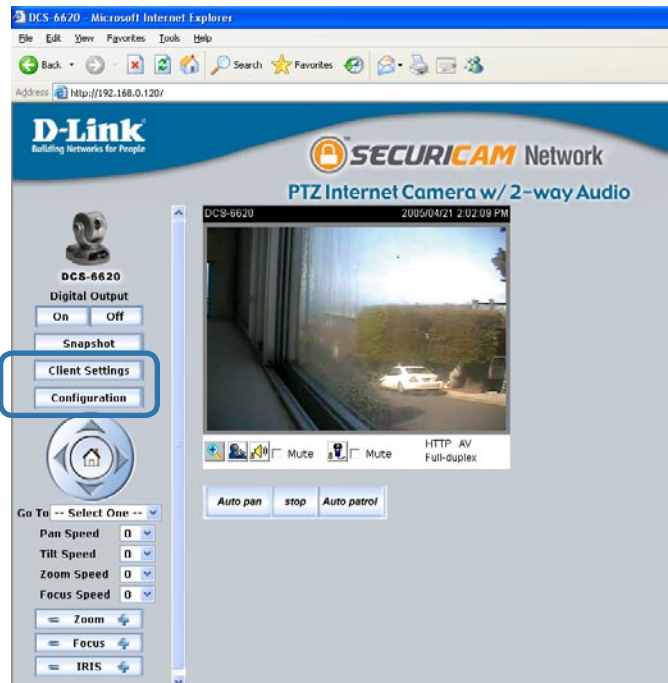 DCS-6620 - Microsoft Internet Explorer
File Edit View Favorites Tools Help
Back Search Favorites
Address http://192.168.0.120/
D-Link
Building Networks for People
SECURICAM Network
PTZ Internet Camera w/ 2-way Audio
DCS-6620 2005/04/21 2:02:09 PM
DCS-6620
Digital Output
On Off
Snapshot
Client Settings
Configuration
Mute Mute HTTP AV
Full-duplex
Auto pan stop Auto patrol
Go To -- Select One --
Pan Speed 0
Tilt Speed 0
Zoom Speed 0
Focus Speed 0
Zoom
Focus
IRIS